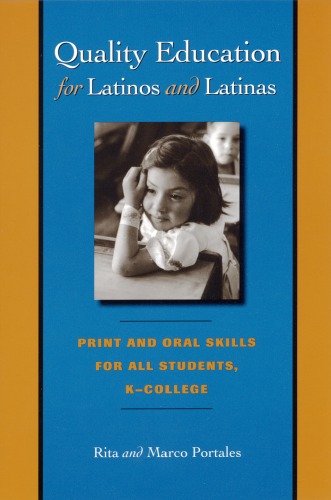 Quality Education
for Latinos and Latinas
PRINT AND ORAL SKILLS
FOR ALL STUDENTS,
K–COLLEGE
Rita and Marco Portales